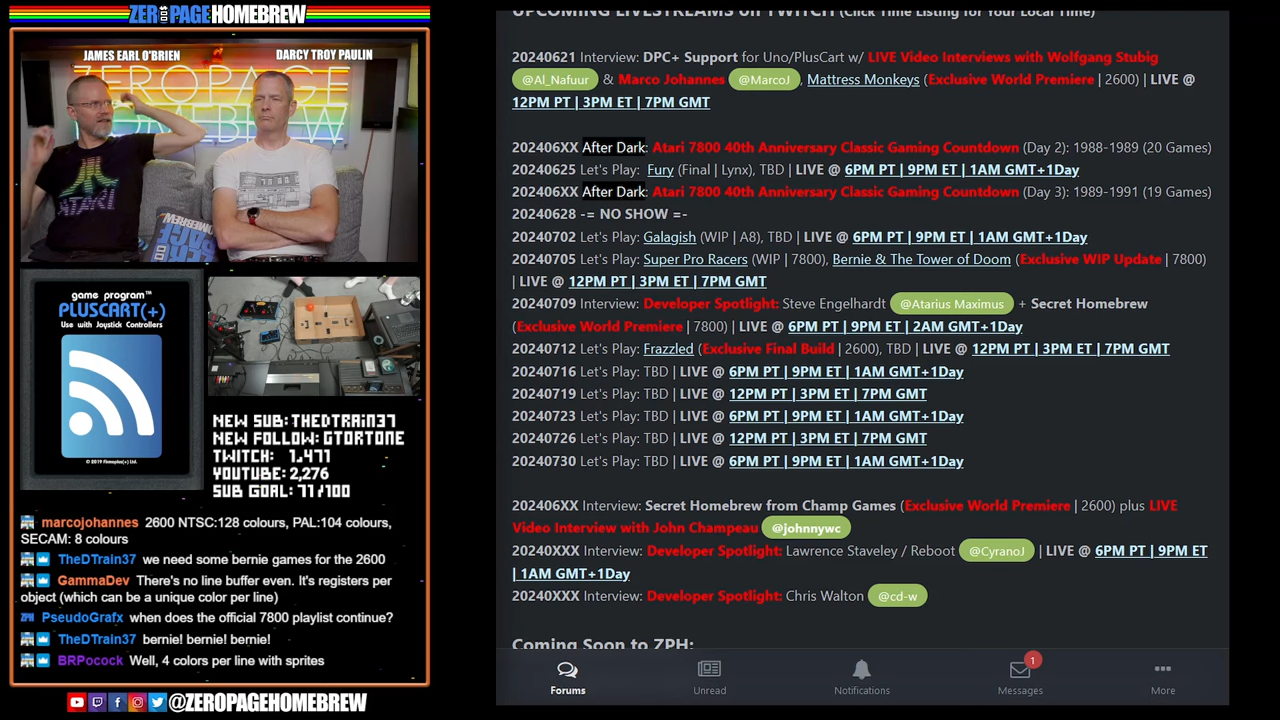 ZEROPAGEHOMEBREW
JAMES EARL O'BRIEN
DARCY TROY PAULIN
ZEROPAGE
HOMEBREW
ATARI
game program™
PLUSCART(+)
Use with Joystick Controllers
© 2019 Firmaplus(+) Ltd.
NEW SUB: THEDTRAIN37
NEW FOLLOW: GTORTONE
TWITCH: 1,471
YOUTUBE: 2,276
SUB GOAL: 71/100
marcojohannes 2600 NTSC:128 colours, PAL:104 colours,
SECAM: 8 colours
TheDTrain37 we need some bernie games for the 2600
GammaDev There's no line buffer even. It's registers per
object (which can be a unique color per line)
PseudoGrafx when does the official 7800 playlist continue?
TheDTrain37 bernie! bernie! bernie!
BRPocock Well, 4 colors per line with sprites
@ZEROPAGEHOMEBREW
UPCOMING LIVESTREAMS on TWITCH (Click Time Listing for Your Local Time)
20240621 Interview: DPC+ Support for Uno/PlusCart w/ LIVE Video Interviews with Wolfgang Stubig
@Al_Nafuur & Marco Johannes @MarcoJ, Mattress Monkeys (Exclusive World Premiere | 2600) | LIVE @
12PM PT | 3PM ET | 7PM GMT
202406XX After Dark: Atari 7800 40th Anniversary Classic Gaming Countdown (Day 2): 1988-1989 (20 Games)
20240625 Let's Play: Fury (Final | Lynx), TBD | LIVE @ 6PM PT | 9PM ET | 1AM GMT+1Day
202406XX After Dark: Atari 7800 40th Anniversary Classic Gaming Countdown (Day 3): 1989-1991 (19 Games)
20240628 -= NO SHOW =-
20240702 Let's Play: Galagish (WIP | A8), TBD | LIVE @ 6PM PT | 9PM ET | 1AM GMT+1Day
20240705 Let's Play: Super Pro Racers (WIP | 7800), Bernie & The Tower of Doom (Exclusive WIP Update | 7800)
| LIVE @ 12PM PT | 3PM ET | 7PM GMT
20240709 Interview: Developer Spotlight: Steve Engelhardt @Atarius Maximus + Secret Homebrew
(Exclusive World Premiere | 7800) | LIVE @ 6PM PT | 9PM ET | 2AM GMT+1Day
20240712 Let's Play: Frazzled (Exclusive Final Build | 2600), TBD | LIVE @ 12PM PT | 3PM ET | 7PM GMT
20240716 Let's Play: TBD | LIVE @ 6PM PT | 9PM ET | 1AM GMT+1Day
20240719 Let's Play: TBD | LIVE @ 12PM PT | 3PM ET | 7PM GMT
20240723 Let's Play: TBD | LIVE @ 6PM PT | 9PM ET | 1AM GMT+1Day
20240726 Let's Play: TBD | LIVE @ 12PM PT | 3PM ET | 7PM GMT
20240730 Let's Play: TBD | LIVE @ 6PM PT | 9PM ET | 1AM GMT+1Day
202406XX Interview: Secret Homebrew from Champ Games (Exclusive World Premiere | 2600) plus LIVE
Video Interview with John Champeau @johnnywc
20240XXX Interview: Developer Spotlight: Lawrence Staveley / Reboot @CyranoJ | LIVE @ 6PM PT | 9PM ET
| 1AM GMT+1Day
20240XXX Interview: Developer Spotlight: Chris Walton @cd-w
Coming Soon to ZPH:
1
Forums Unread Notifications Messages More